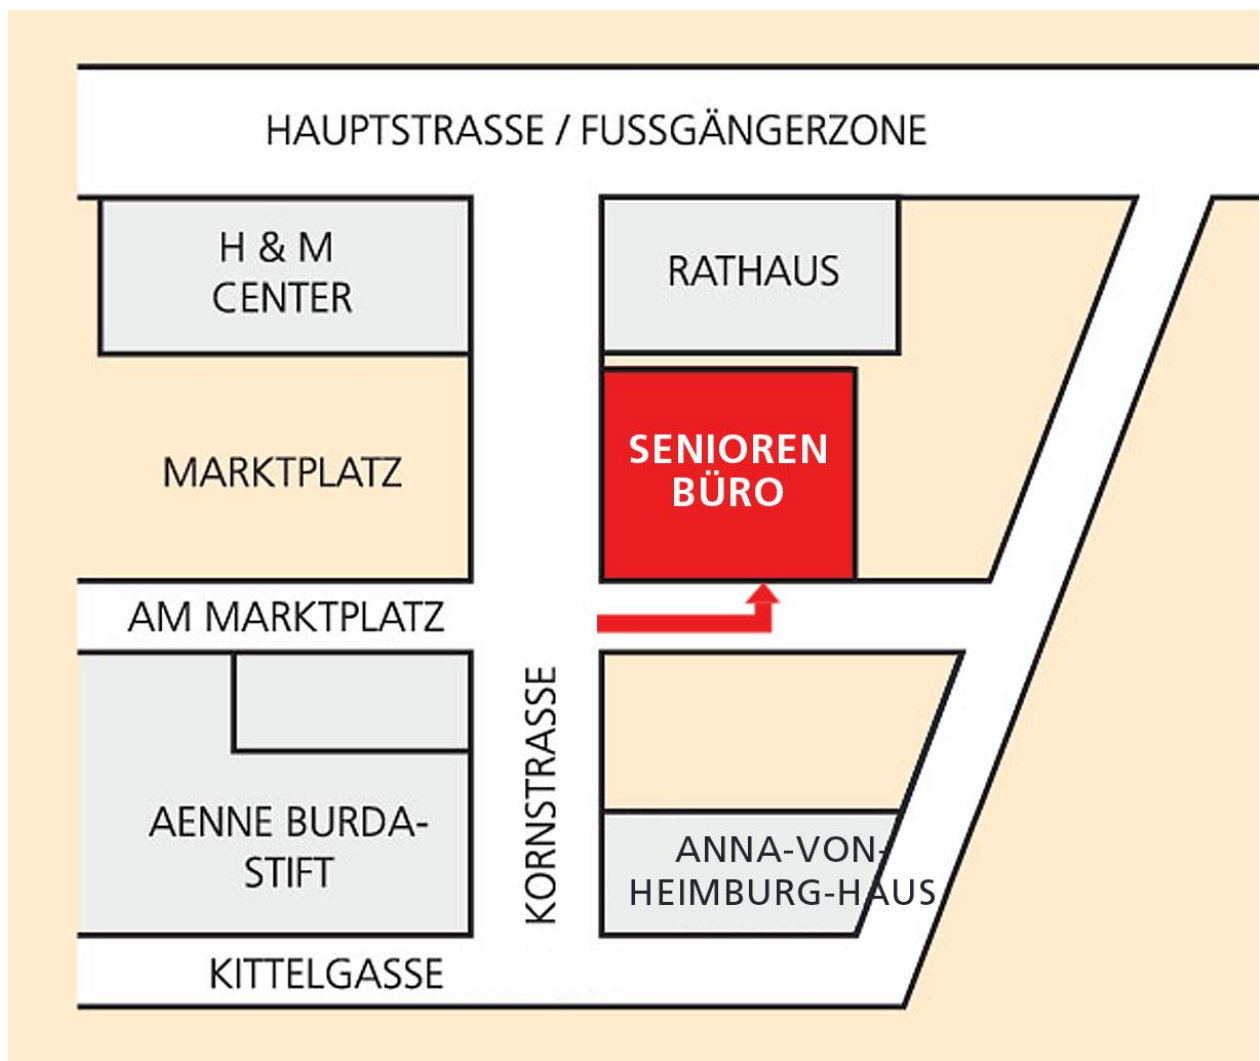 HAUPTSTRASSE / FUSSGÄNGERZONE
H & M
CENTER
RATHAUS
MARKTPLATZ
SENIOREN
BÜRO
AM MARKTPLATZ
KORNSTRASSE
AENNE BURDA-
STIFT
ANNA-VON-
HEIMBURG-HAUS
KITTELGASSE